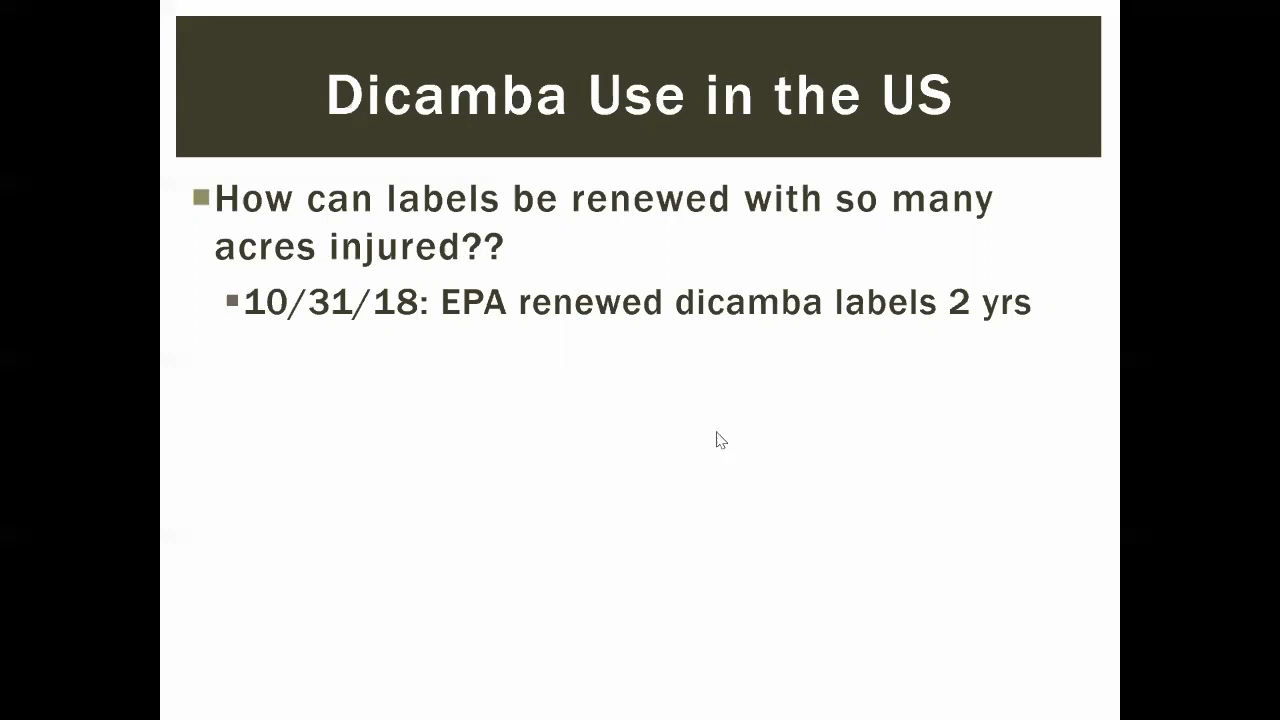 Dicamba Use in the US
How can labels be renewed with so many
acres injured??
10/31/18: EPA renewed dicamba labels 2 yrs